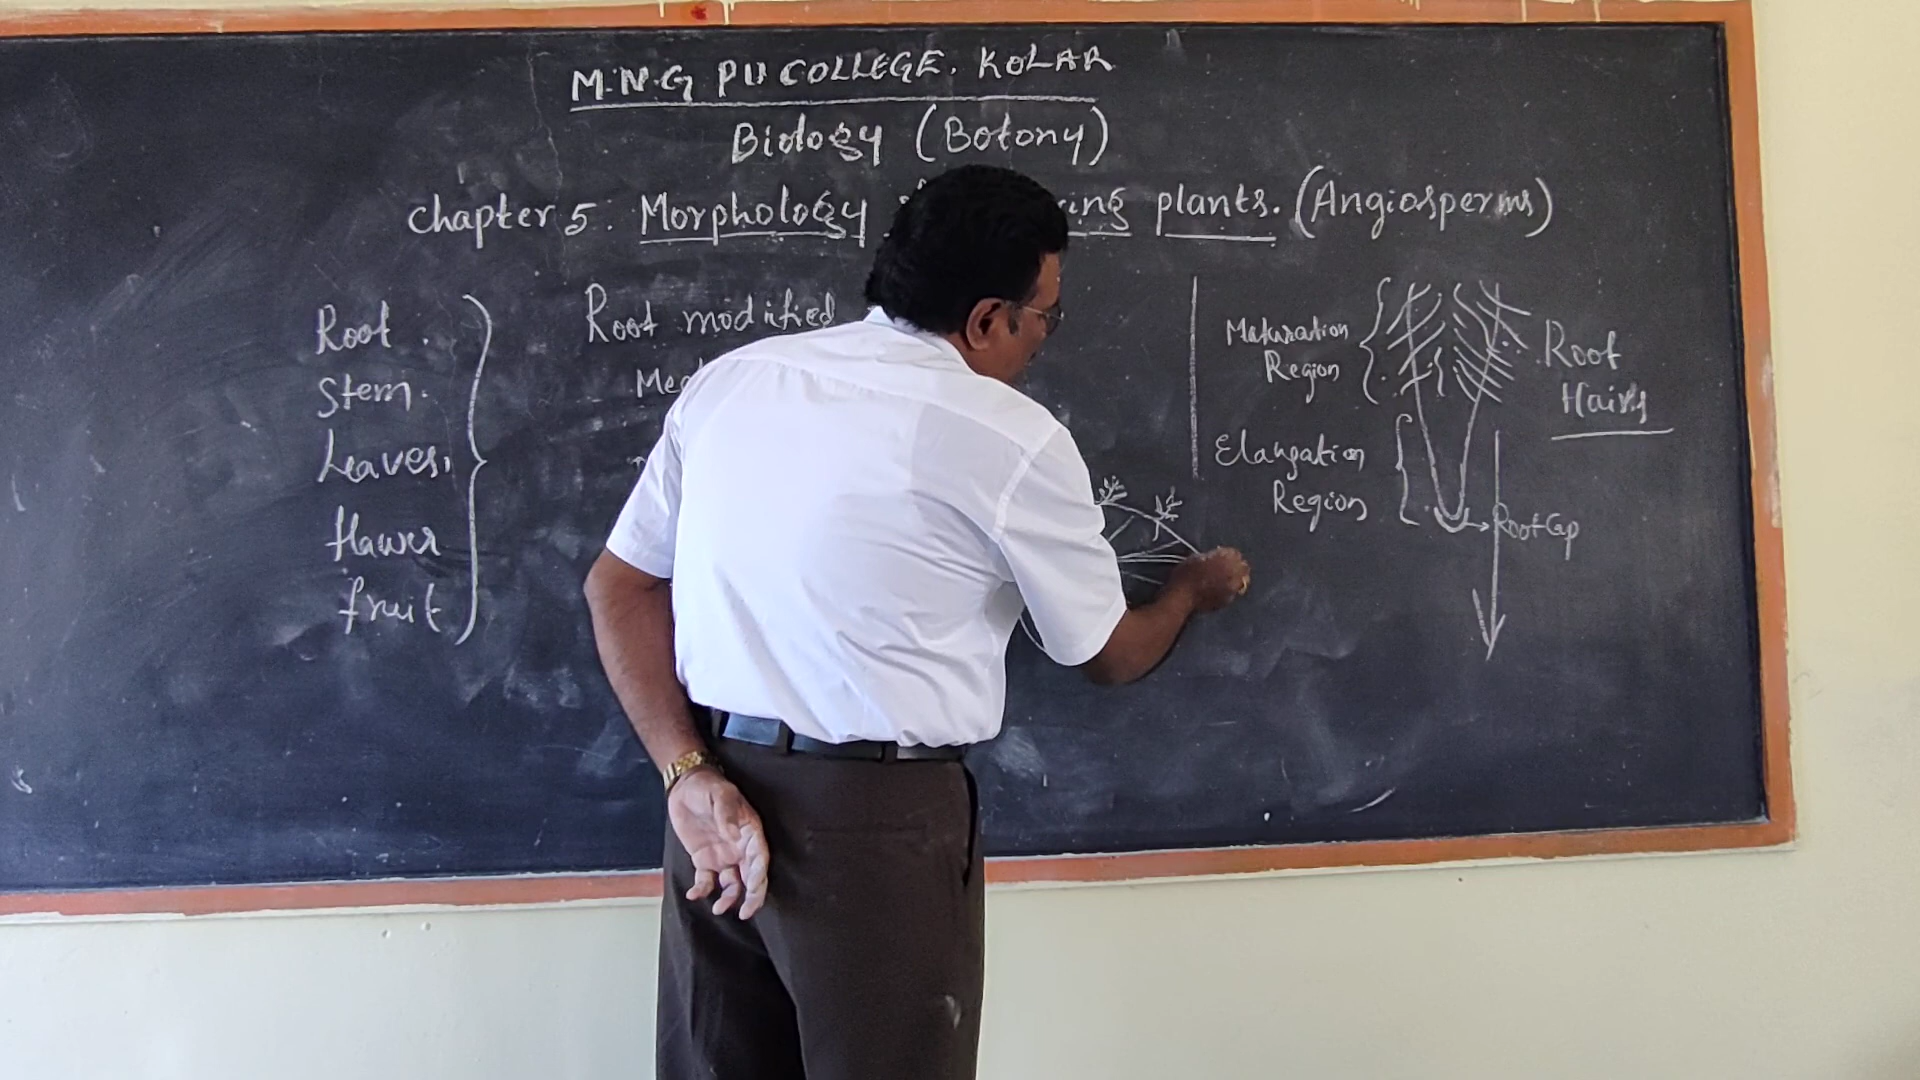 M.N.G PU COLLEGE. KOLAR
Biology (Botony)
chapter 5. Morphology plants. (Angiosperms)
Root
Stem.
Leaves,
flower
fruit
Root modified
Maturation
Region
Root
Hairs
Elangation
Region
Root Cap